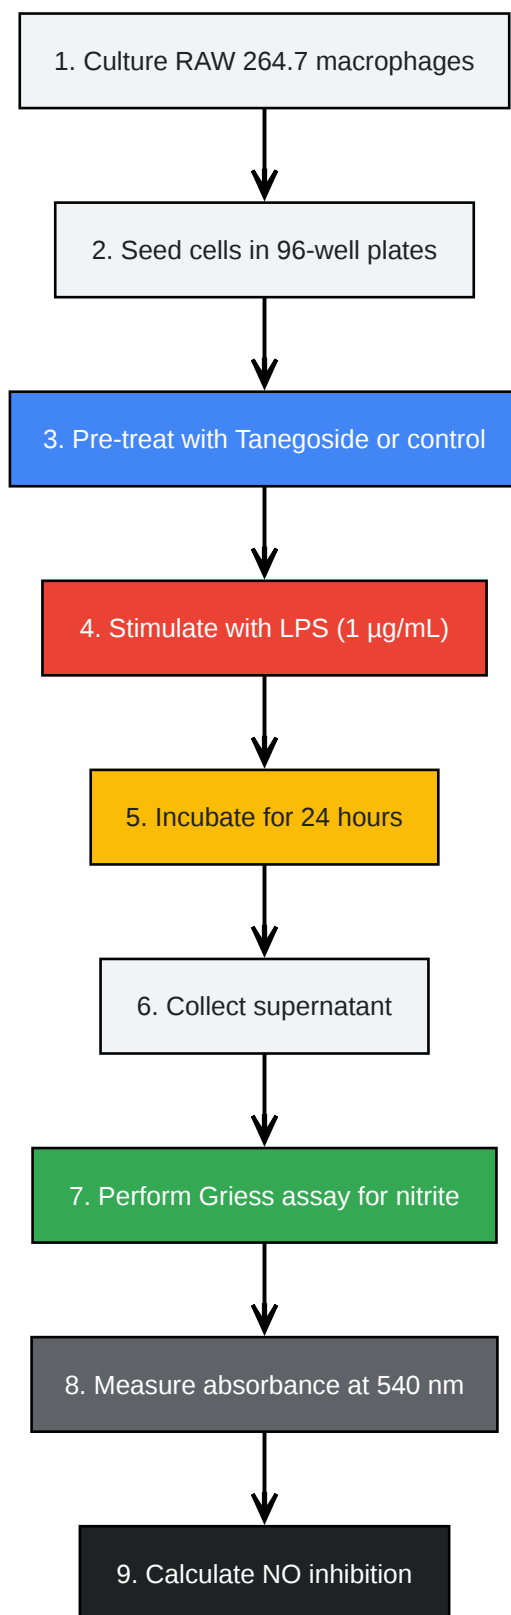 1. Culture RAW 264.7 macrophages
2. Seed cells in 96-well plates
3. Pre-treat with Tanegoside or control
4. Stimulate with LPS (1 µg/mL)
5. Incubate for 24 hours
6. Collect supernatant
7. Perform Griess assay for nitrite
8. Measure absorbance at 540 nm
9. Calculate NO inhibition